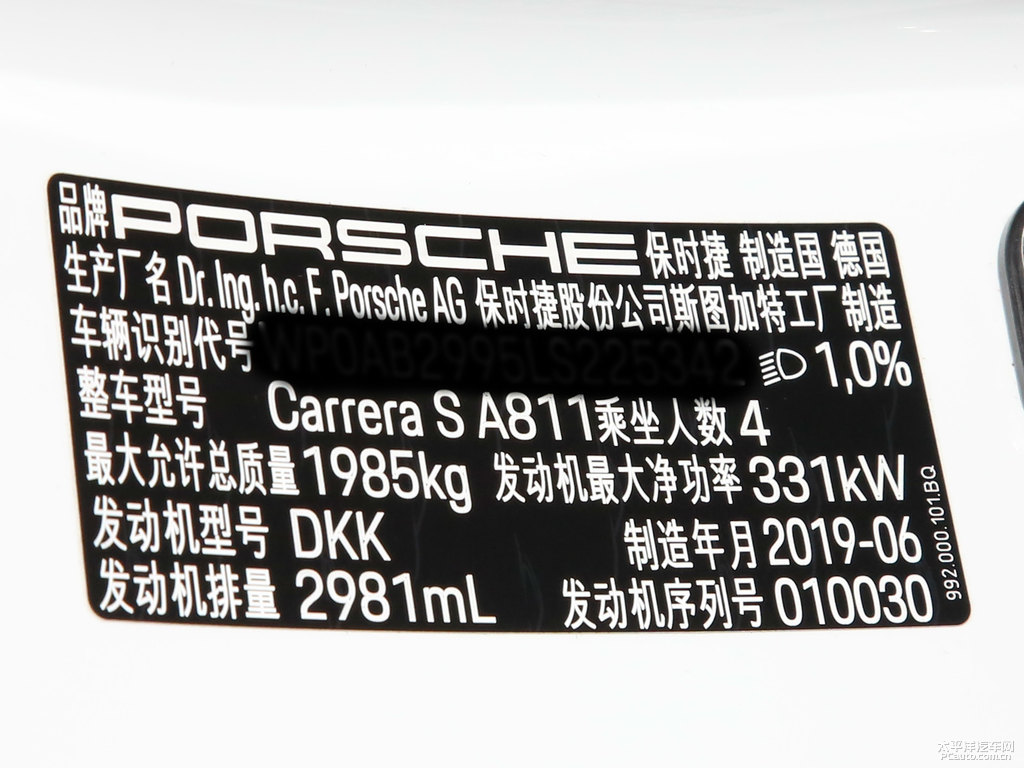 品牌 PORSCHE 保时捷 制造国 德国
生产厂名 Dr. Ing. h.c. F. Porsche AG 保时捷股份公司斯图加特工厂制造
车辆识别代号 1,0%
整车型号 Carrera S A811 乘坐人数 4
最大允许总质量 1985kg 发动机最大净功率 331kW
发动机型号 DKK 制造年月 2019-06
发动机排量 2981mL 发动机序列号 010030
992.000.101.BQ
太平洋汽车网
PCauto.com.cn